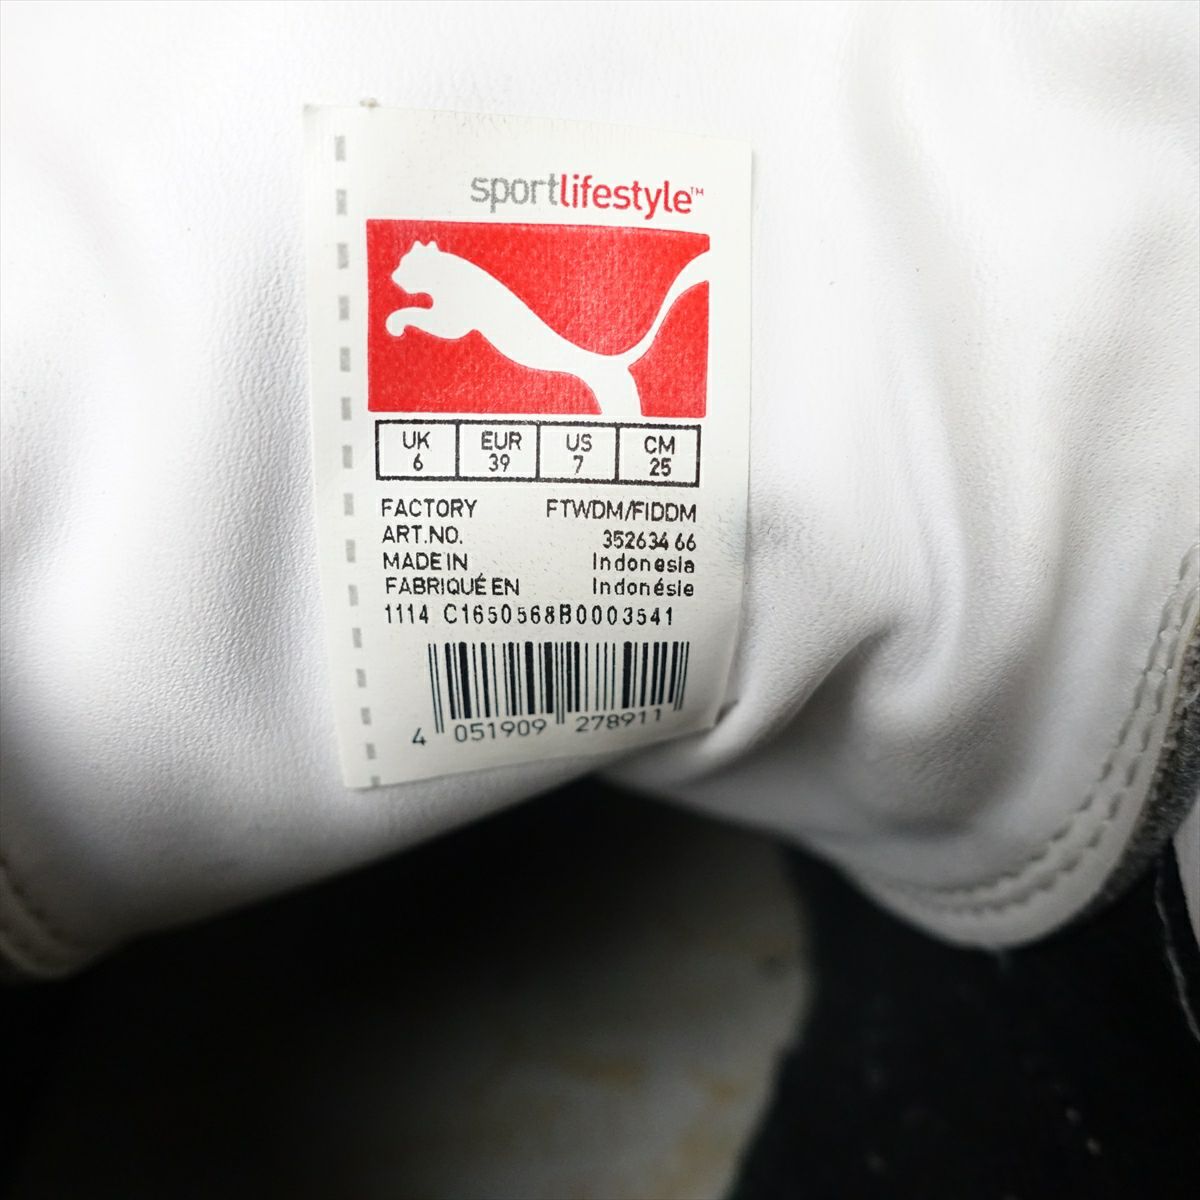 sportlifestyle™
UK EUR US CM
6 39 7 25
FACTORY FTWDM/FIDDM
ART.NO. 352634 66
MADE IN Indonesia
FABRIQUÉ EN Indonésie
1114 C1650568B0003541
4 051909 278911